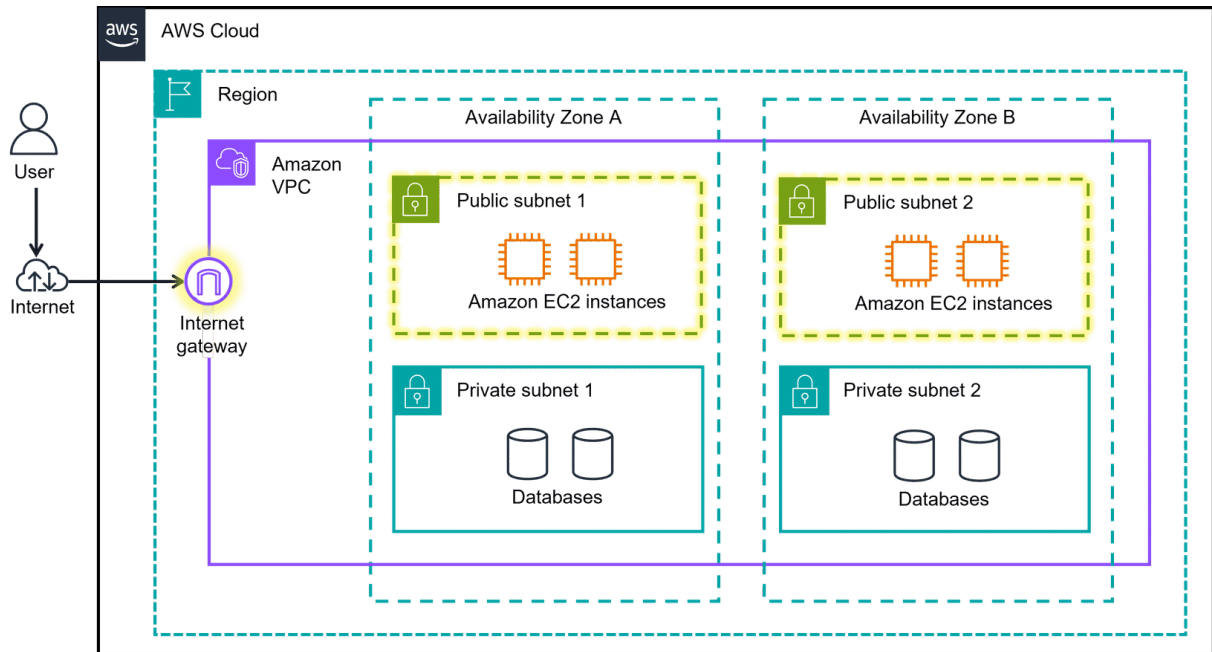 aws
AWS Cloud
Region
Availability Zone A
Availability Zone B
User
Amazon
VPC
Public subnet 1
Public subnet 2
Internet
Amazon EC2 instances
Amazon EC2 instances
Internet
gateway
Private subnet 1
Private subnet 2
Databases
Databases